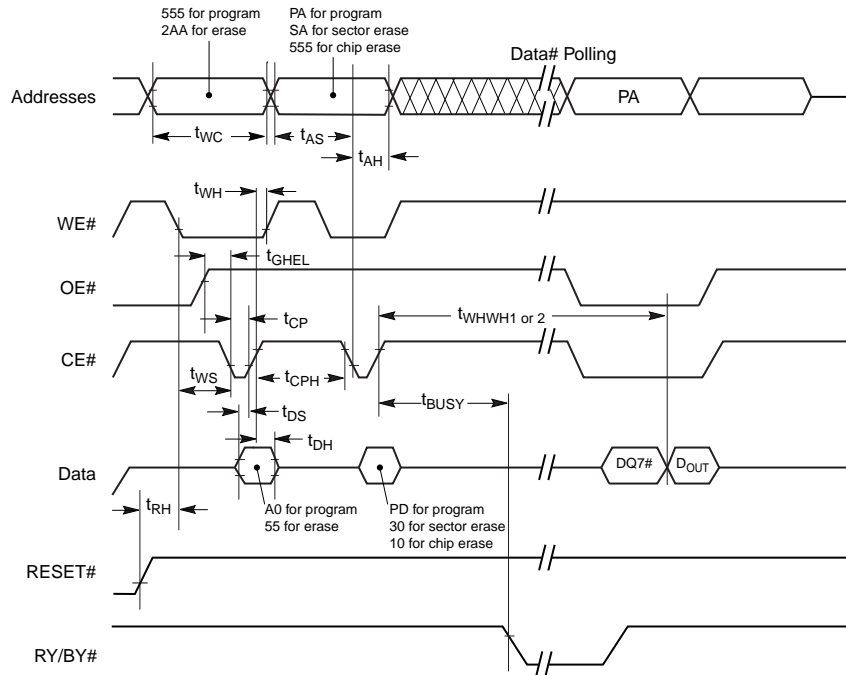 555 for program
2AA for erase
PA for program
SA for sector erase
555 for chip erase
Data# Polling
Addresses
PA
tWC
tAS
tAH
tWH
WE#
tGHEL
OE#
tCP
tWHWH1 or 2
CE#
tWS
tCPH
tBUSY
tDS
tDH
Data
DQ7#
DOUT
tRH
A0 for program
55 for erase
PD for program
30 for sector erase
10 for chip erase
RESET#
RY/BY#